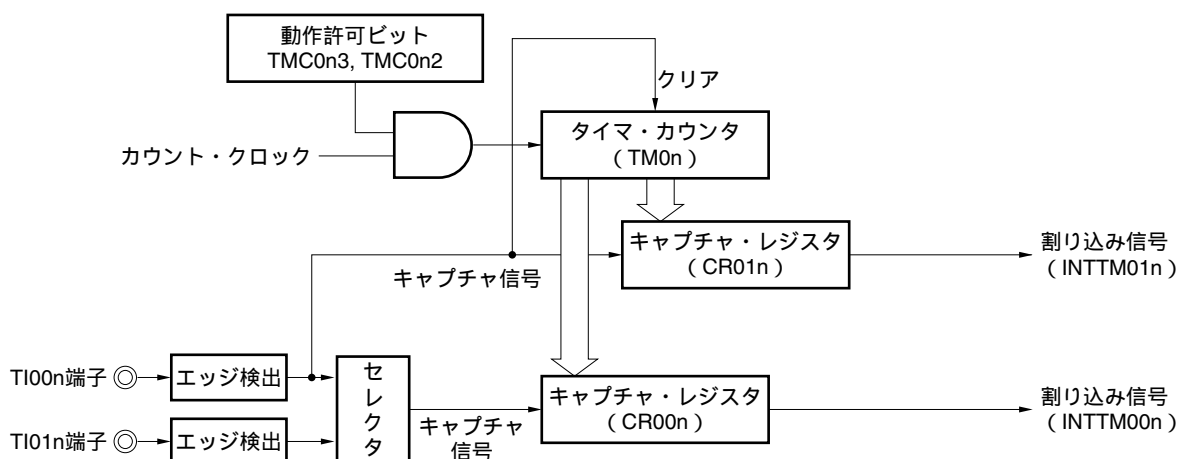 動作許可ビット
TMC0n3, TMC0n2
クリア
カウント・クロック
タイマ・カウンタ
（TM0n）
キャプチャ・レジスタ
（CR01n）
割り込み信号
（INTTM01n）
キャプチャ信号
TI00n端子
エッジ検出
セレクタ
キャプチャ・レジスタ
（CR00n）
割り込み信号
（INTTM00n）
キャプチャ
信号
TI01n端子
エッジ検出